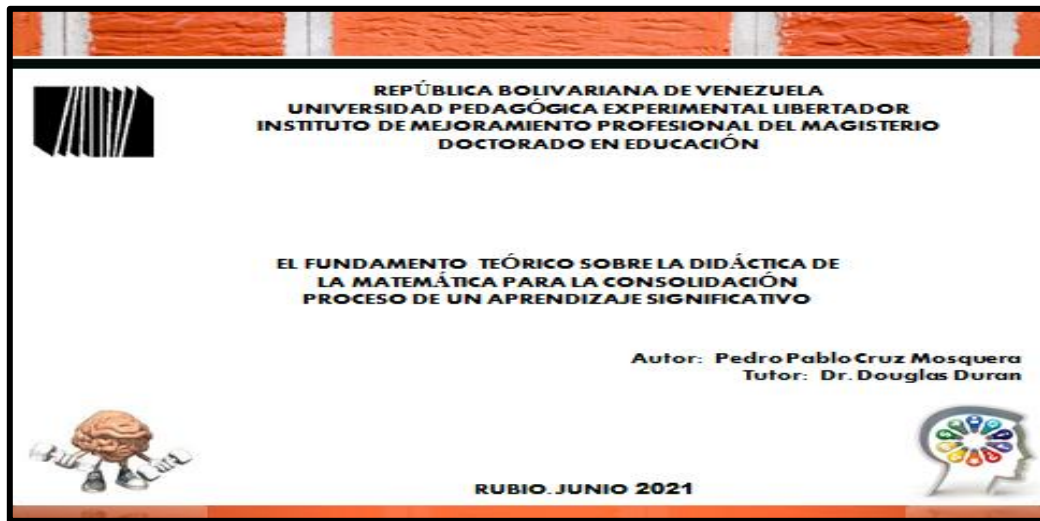 REPÚBLICA BOLIVARIANA DE VENEZUELA
UNIVERSIDAD PEDAGÓGICA EXPERIMENTAL LIBERTADOR
INSTITUTO DE MEJORAMIENTO PROFESIONAL DEL MAGISTERIO
DOCTORADO EN EDUCACIÓN
EL FUNDAMENTO TEÓRICO SOBRE LA DIDÁCTICA DE
LA MATEMÁTICA PARA LA CONSOLIDACIÓN
PROCESO DE UN APRENDIZAJE SIGNIFICATIVO
Autor: Pedro Pablo Cruz Mosquera
Tutor: Dr. Douglas Duran
RUBIO. JUNIO 2021